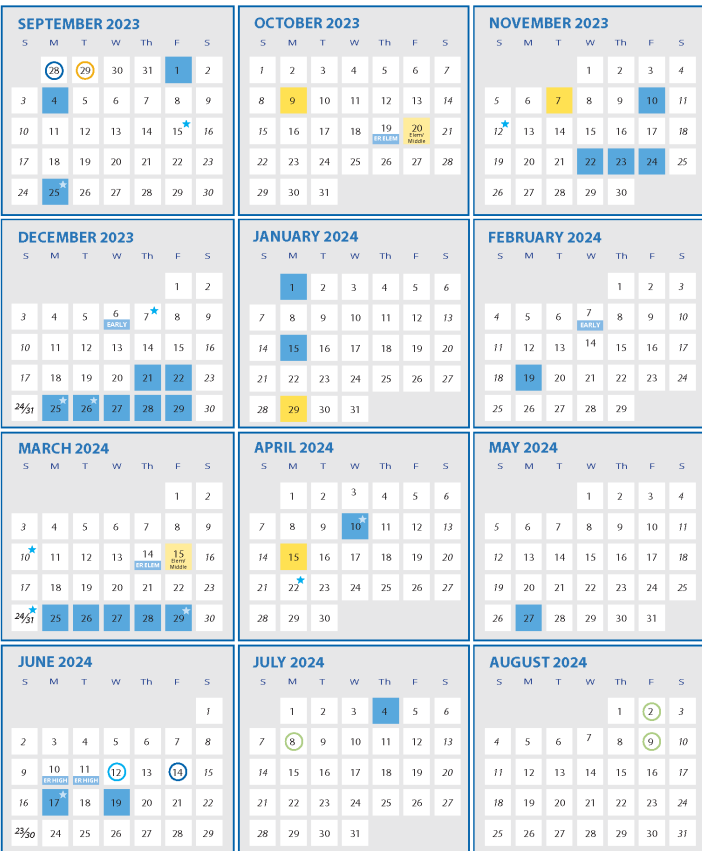 SEPTEMBER 2023
S M T W Th F S
28 29 30 31 1 2
3 4 5 6 7 8 9
10 11 12 13 14 15 16
17 18 19 20 21 22 23
24 25 26 27 28 29 30
OCTOBER 2023
S M T W Th F S
1 2 3 4 5 6 7
8 9 10 11 12 13 14
15 16 17 18 19 20 21
ER ELEM Elem/
Middle
22 23 24 25 26 27 28
29 30 31
NOVEMBER 2023
S M T W Th F S
1 2 3 4
5 6 7 8 9 10 11
12 13 14 15 16 17 18
19 20 21 22 23 24 25
26 27 28 29 30
DECEMBER 2023
S M T W Th F S
1 2
3 4 5 6 7 8 9
EARLY
10 11 12 13 14 15 16
17 18 19 20 21 22 23
24/31 25 26 27 28 29 30
JANUARY 2024
S M T W Th F S
1 2 3 4 5 6
7 8 9 10 11 12 13
14 15 16 17 18 19 20
21 22 23 24 25 26 27
28 29 30 31
FEBRUARY 2024
S M T W Th F S
1 2 3
4 5 6 7 8 9 10
EARLY
11 12 13 14 15 16 17
18 19 20 21 22 23 24
25 26 27 28 29
MARCH 2024
S M T W Th F S
1 2
3 4 5 6 7 8 9
10 11 12 13 14 15 16
ER ELEM Elem/
Middle
17 18 19 20 21 22 23
24/31 25 26 27 28 29 30
APRIL 2024
S M T W Th F S
1 2 3 4 5 6
7 8 9 10 11 12 13
14 15 16 17 18 19 20
21 22 23 24 25 26 27
28 29 30
MAY 2024
S M T W Th F S
1 2 3 4
5 6 7 8 9 10 11
12 13 14 15 16 17 18
19 20 21 22 23 24 25
26 27 28 29 30 31
JUNE 2024
S M T W Th F S
1
2 3 4 5 6 7 8
9 10 11 12 13 14 15
ER HIGH ER HIGH
16 17 18 19 20 21 22
23/30 24 25 26 27 28 29
JULY 2024
S M T W Th F S
1 2 3 4 5 6
7 8 9 10 11 12 13
14 15 16 17 18 19 20
21 22 23 24 25 26 27
28 29 30 31
AUGUST 2024
S M T W Th F S
1 2 3
4 5 6 7 8 9 10
11 12 13 14 15 16 17
18 19 20 21 22 23 24
25 26 27 28 29 30 31